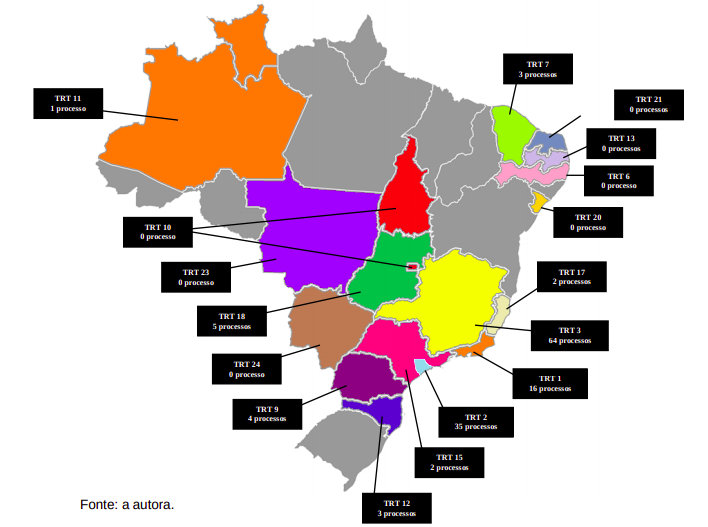 TRT 7
3 processos
TRT 11
1 processo
TRT 21
0 processos
TRT 13
0 processos
TRT 6
0 processo
TRT 20
0 processo
TRT 10
0 processo
TRT 23
0 processo
TRT 17
2 processos
TRT 18
5 processos
TRT 3
64 processos
TRT 24
0 processo
TRT 1
16 processos
TRT 9
4 processos
TRT 2
35 processos
TRT 15
2 processos
TRT 12
3 processos
Fonte: a autora.